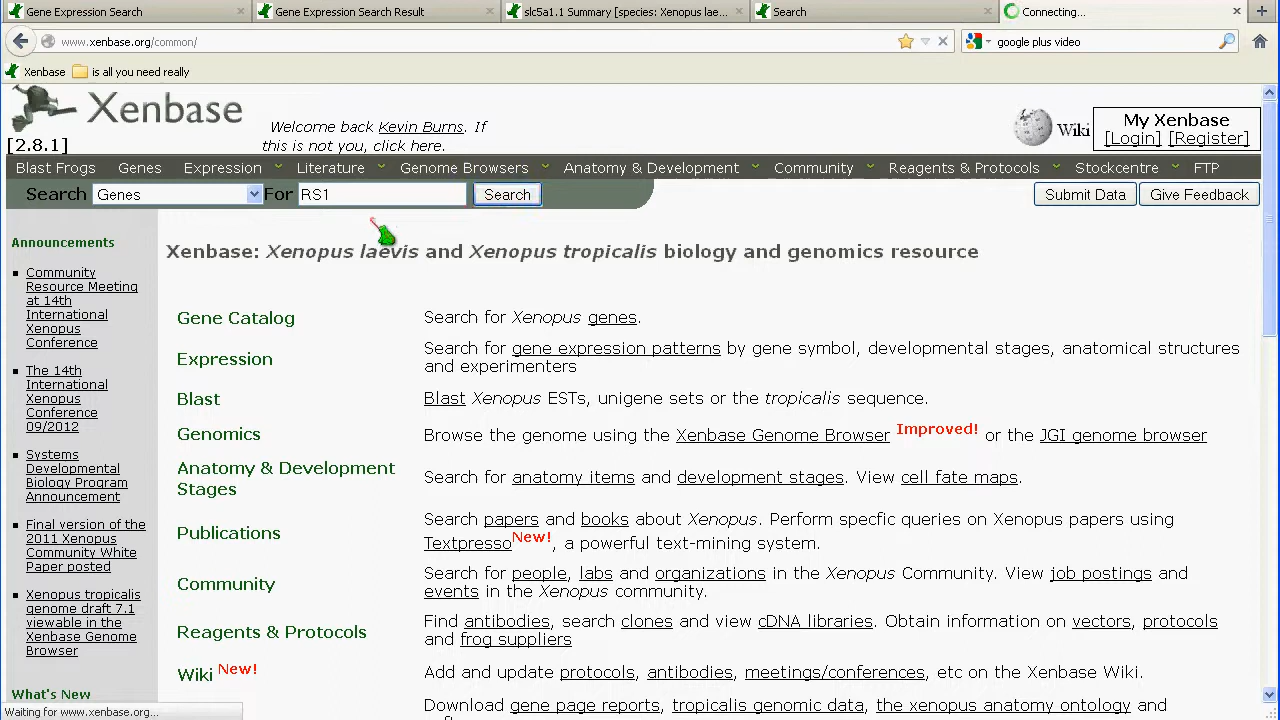 Gene Expression Search
Gene Expression Search Result
slc5a1.1 Summary [species: Xenopus lae...
Search
Connecting...
www.xenbase.org/common/
google plus video
Xenbase
is all you need really
Xenbase
[2.8.1]
Welcome back Kevin Burns. If
this is not you, click here.
Wiki
My Xenbase
[Login] [Register]
Blast Frogs Genes Expression Literature Genome Browsers Anatomy & Development Community Reagents & Protocols Stockcentre FTP
Search Genes For RS1 Search
Submit Data Give Feedback
Announcements
Community
Resource Meeting
at 14th
International
Xenopus
Conference
The 14th
International
Xenopus
Conference
09/2012
Systems
Developmental
Biology Program
Announcement
Final version of the
2011 Xenopus
Community White
Paper posted
Xenopus tropicalis
genome draft 7.1
viewable in the
Xenbase Genome
Browser
What's New
Xenbase: Xenopus laevis and Xenopus tropicalis biology and genomics resource
Gene Catalog
Search for Xenopus genes.
Expression
Search for gene expression patterns by gene symbol, developmental stages, anatomical structures
and experimenters
Blast
Blast Xenopus ESTs, unigene sets or the tropicalis sequence.
Genomics
Browse the genome using the Xenbase Genome Browser Improved! or the JGI genome browser
Anatomy & Development
Stages
Search for anatomy items and development stages. View cell fate maps.
Publications
Search papers and books about Xenopus. Perform specfic queries on Xenopus papers using
Textpresso New!, a powerful text-mining system.
Community
Search for people, labs and organizations in the Xenopus Community. View job postings and
events in the Xenopus community.
Reagents & Protocols
Find antibodies, search clones and view cDNA libraries. Obtain information on vectors, protocols
and frog suppliers
Wiki New!
Add and update protocols, antibodies, meetings/conferences, etc on the Xenbase Wiki.
Download gene page reports, tropicalis genomic data, the Xenopus anatomy ontology and
Waiting for www.xenbase.org...